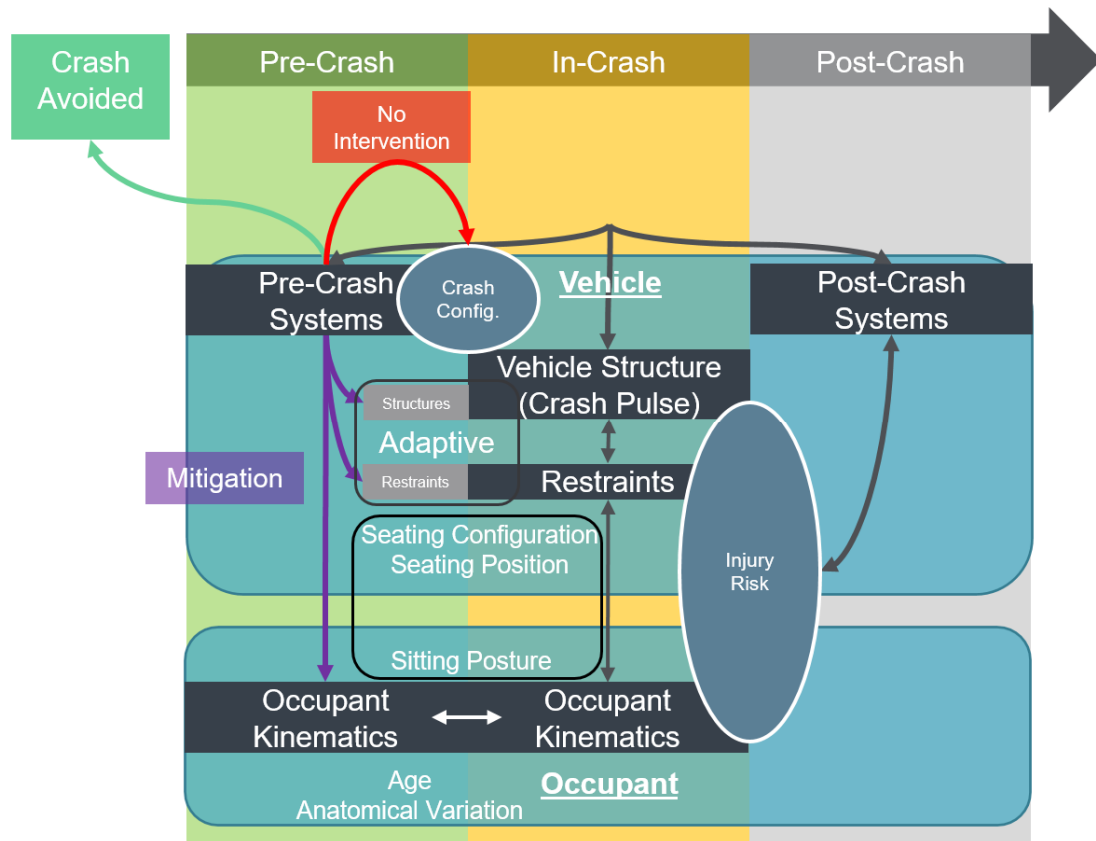 Crash
Avoided
Pre-Crash
In-Crash
Post-Crash
No
Intervention
Pre-Crash
Systems
Crash
Config.
Vehicle
Post-Crash
Systems
Vehicle Structure
(Crash Pulse)
Structures
Adaptive
Restraints
Restraints
Mitigation
Seating Configuration
Seating Position
Injury
Risk
Sitting Posture
Occupant
Kinematics
Occupant
Kinematics
Age
Anatomical Variation
Occupant